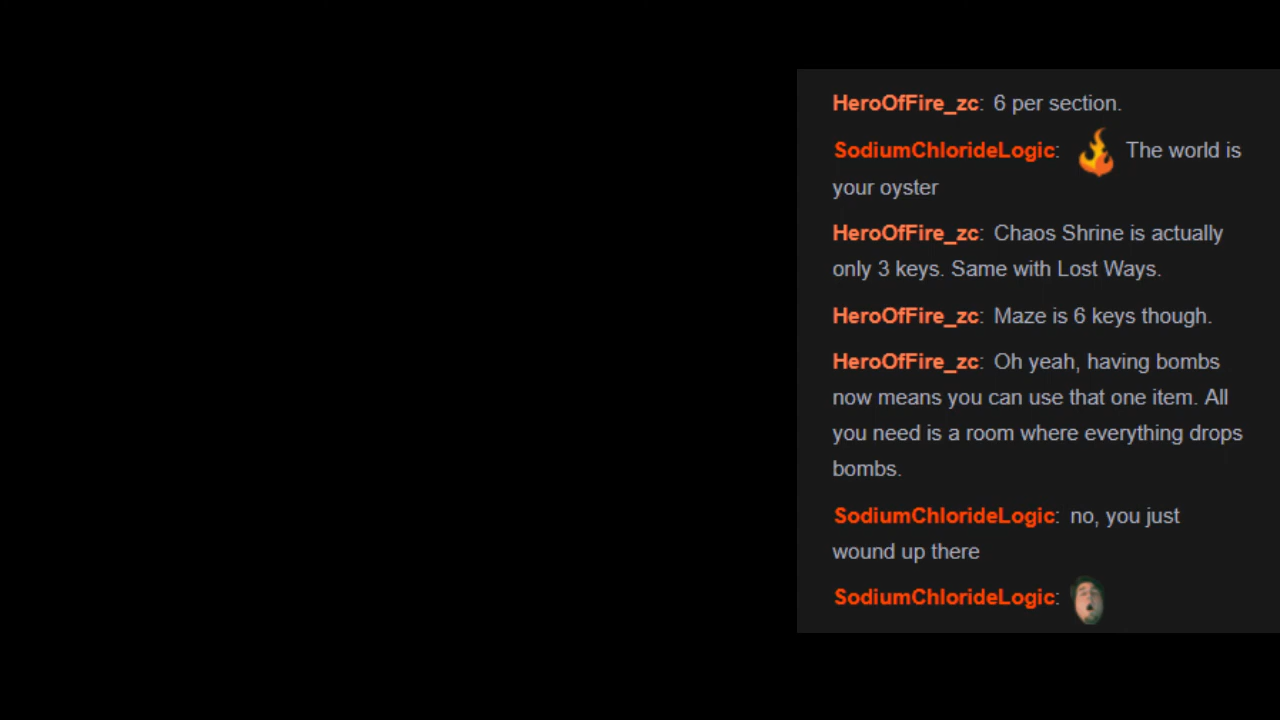 HeroOfFire_zc: 6 per section.
SodiumChlorideLogic: The world is
your oyster
HeroOfFire_zc: Chaos Shrine is actually
only 3 keys. Same with Lost Ways.
HeroOfFire_zc: Maze is 6 keys though.
HeroOfFire_zc: Oh yeah, having bombs
now means you can use that one item. All
you need is a room where everything drops
bombs.
SodiumChlorideLogic: no, you just
wound up there
SodiumChlorideLogic: